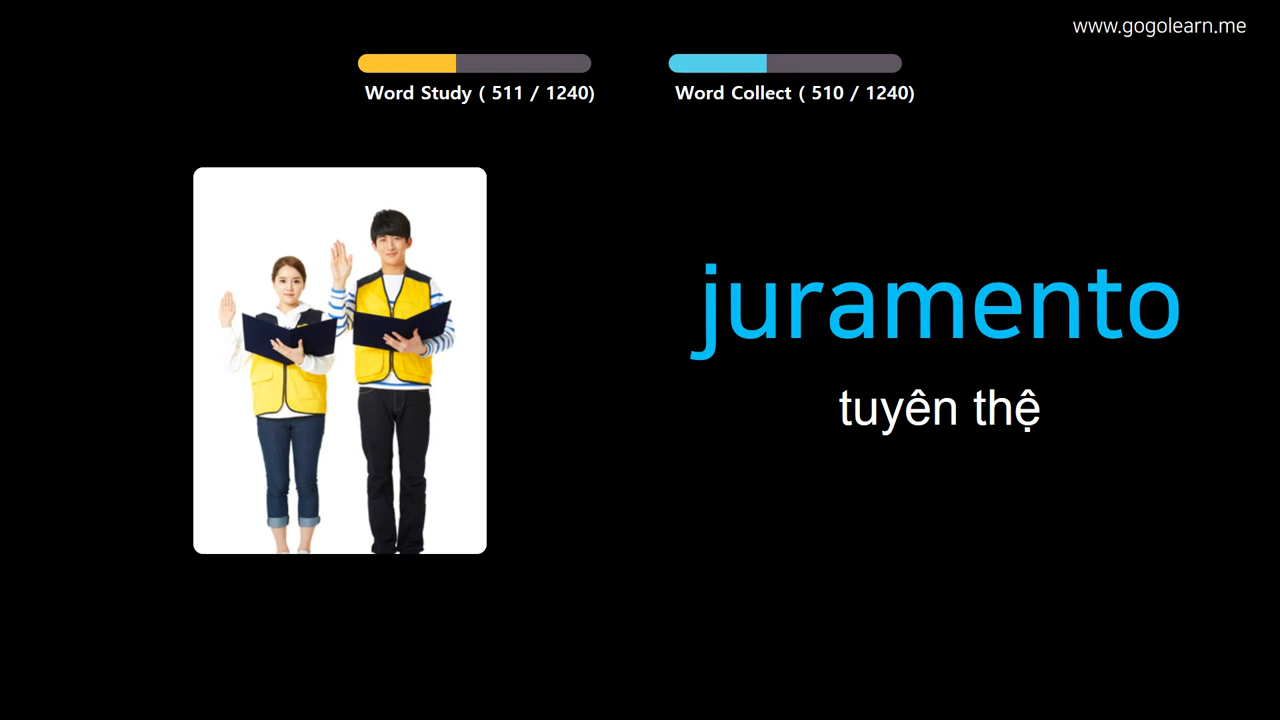 www.gogolearn.me
Word Study ( 511 / 1240)
Word Collect ( 510 / 1240)
juramento
tuyên thệ